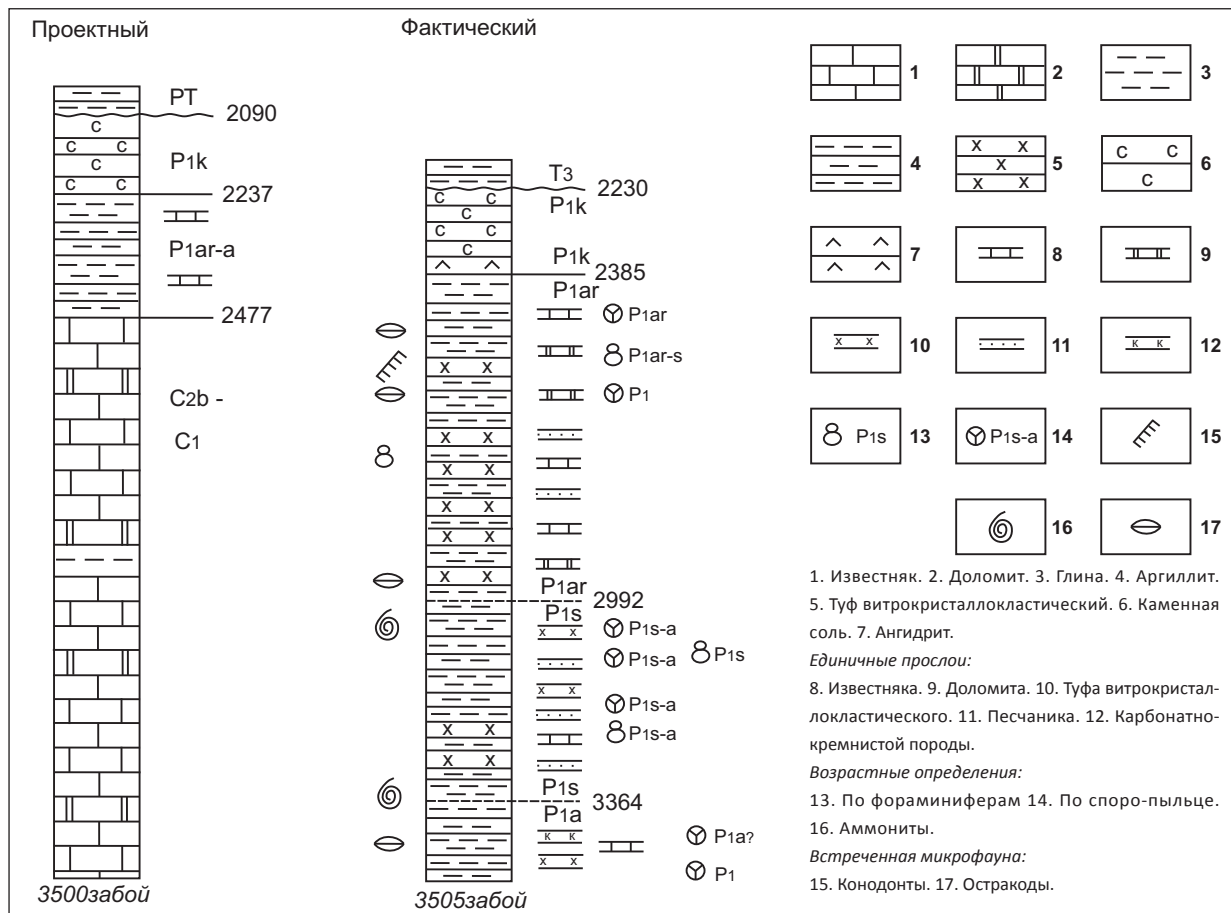 Проектный
РТ
2090
P1k
2237
P1ar-a
2477
C2b -
C1
3500забой
Фактический
T3
2230
P1k
P1k
2385
P1ar
P1ar
P1ar-s
P1
P1ar
2992
P1s
P1s-a
P1s-a
P1s
P1s-a
P1s-a
P1s
3364
P1a
P1a?
P1
3505забой
1
2
3
4
5
6
7
8
9
10
11
12
P1s 13
P1s-a 14
15
16
17
1. Известняк. 2. Доломит. 3. Глина. 4. Аргиллит.
5. Туф витрокристаллокластический. 6. Каменная
соль. 7. Ангидрит.
Единичные прослои:
8. Известняка. 9. Доломита. 10. Туфа витрокристал-
локластического. 11. Песчаника. 12. Карбонатно-
кремнистой породы.
Возрастные определения:
13. По фораминиферам 14. По споро-пыльце.
16. Аммониты.
Встреченная микрофауна:
15. Конодонты. 17. Остракоды.